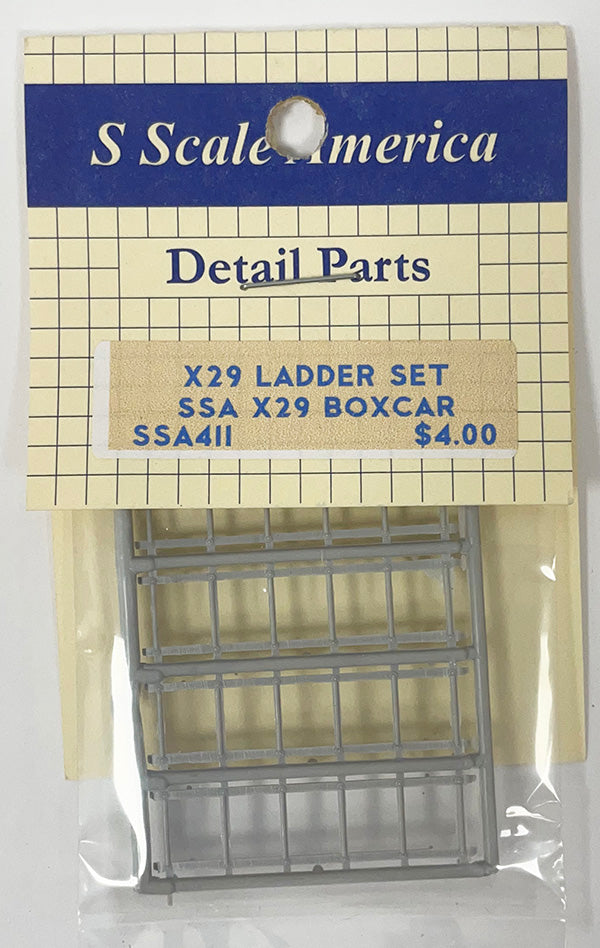 S Scale America
Detail Parts
X29 LADDER SET
SSA X29 BOXCAR
SSA411 $4.00